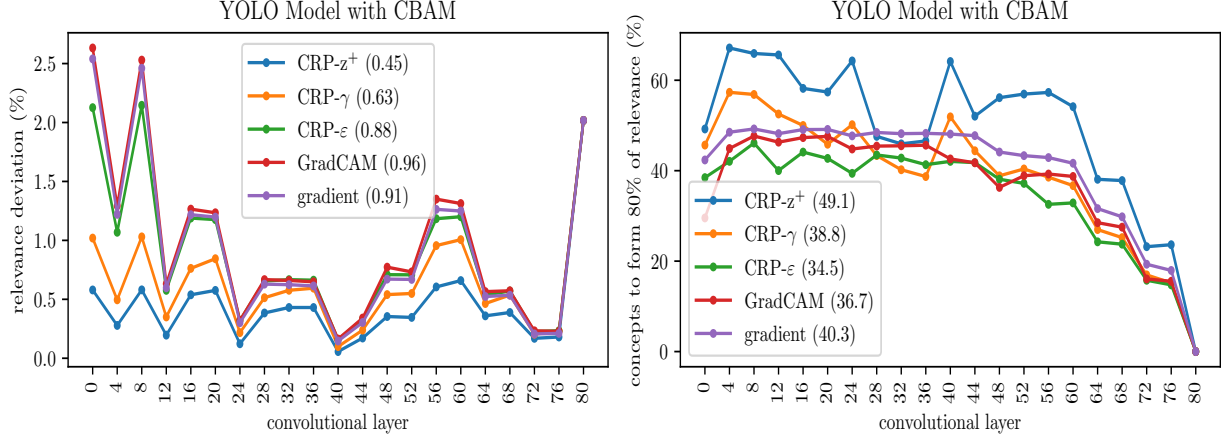 YOLO Model with CBAM
relevance deviation (%)
2.5
2.0
1.5
1.0
0.5
0.0
CRP-z⁺ (0.45)
CRP-γ (0.63)
CRP-ε (0.88)
GradCAM (0.96)
gradient (0.91)
0 4 8 12 16 20 24 28 32 36 40 44 48 52 56 60 64 68 72 76 80
convolutional layer
YOLO Model with CBAM
concepts to form 80% of relevance (%)
60
40
20
0
CRP-z⁺ (49.1)
CRP-γ (38.8)
CRP-ε (34.5)
GradCAM (36.7)
gradient (40.3)
0 4 8 12 16 20 24 28 32 36 40 44 48 52 56 60 64 68 72 76 80
convolutional layer